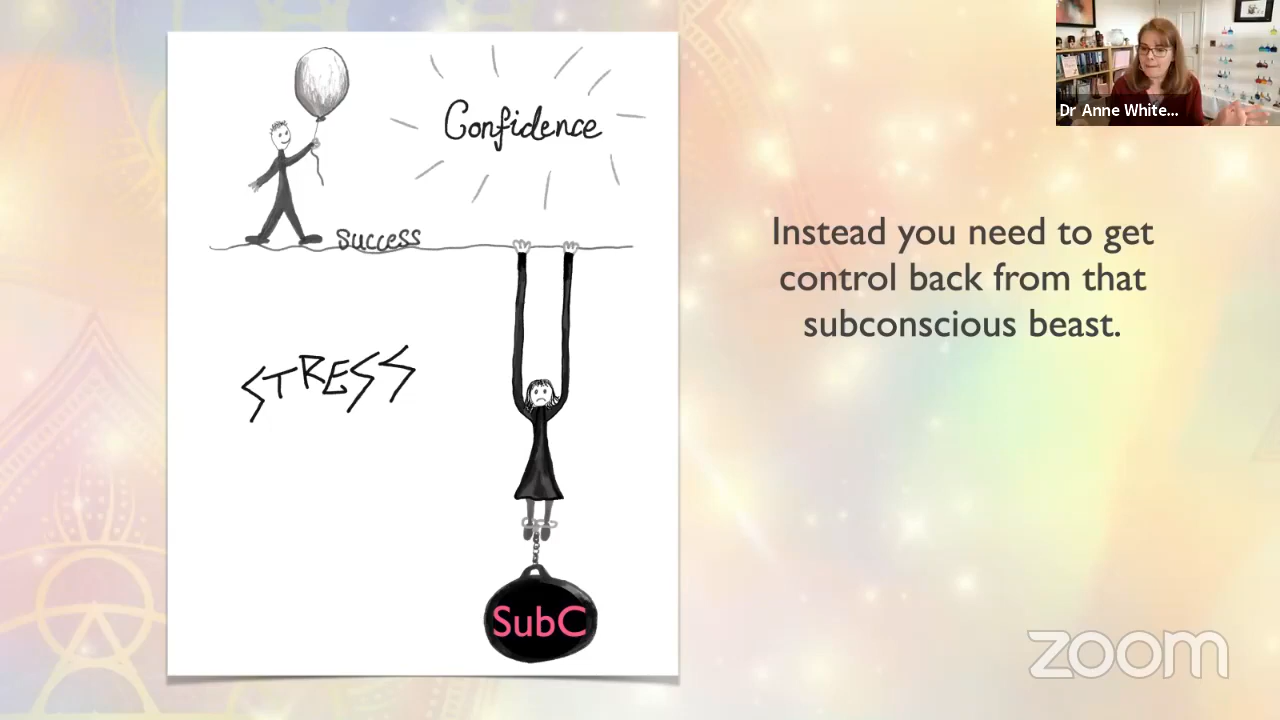 Confidence
success
STRESS
SubC
Instead you need to get
control back from that
subconscious beast.
Dr Anne White...
zoom